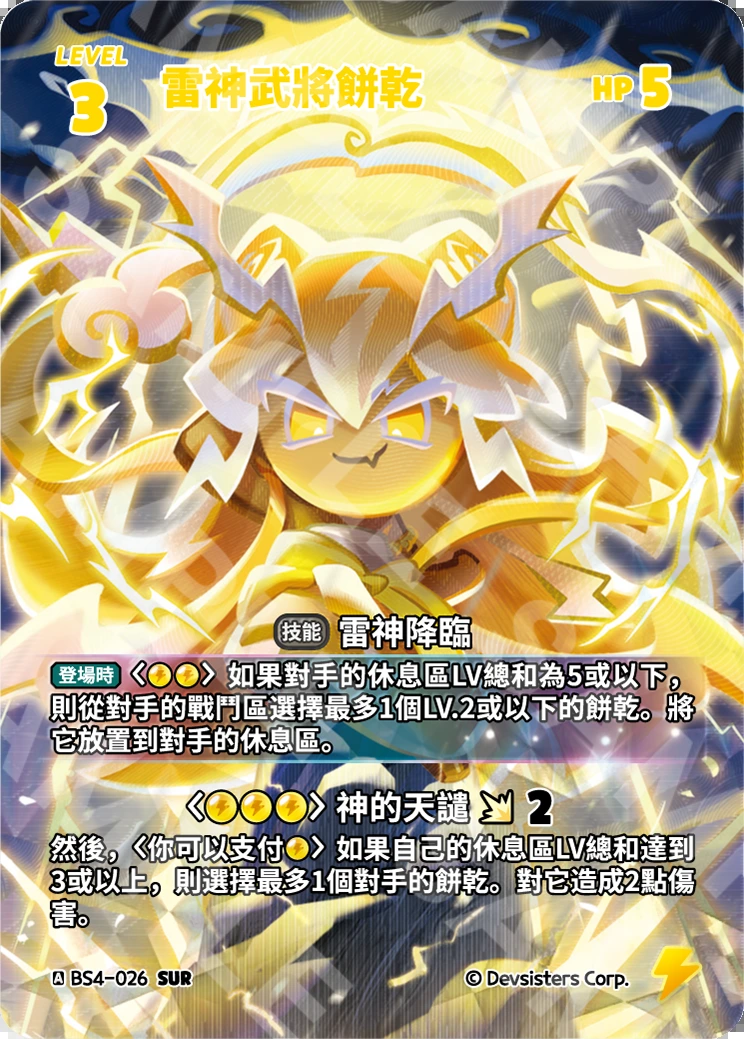 LEVEL
3
雷神武將餅乾
HP 5
技能 雷神降臨
登場時 〈⚡⚡〉如果對手的休息區LV總和為5或以下，
則從對手的戰鬥區選擇最多1個LV.2或以下的餅乾。將
它放置到對手的休息區。
〈⚡⚡⚡〉神的天譴 2
然後，〈你可以支付⚡〉如果自己的休息區LV總和達到
3或以上，則選擇最多1個對手的餅乾。對它造成2點傷
害。
A BS4-026 SUR
© Devsisters Corp.